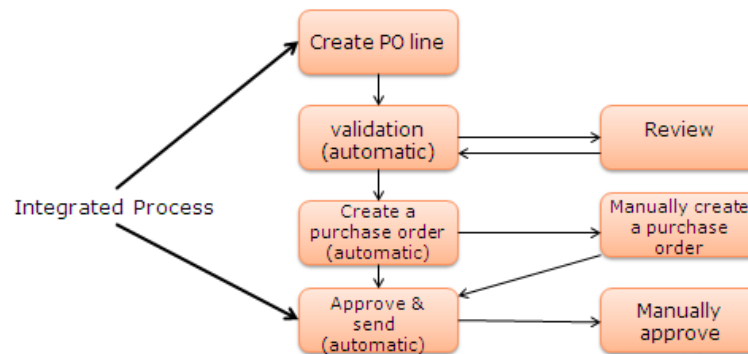 Create PO line
validation
(automatic)
Review
Integrated Process
Create a
purchase order
(automatic)
Manually create
a purchase
order
Approve &
send
(automatic)
Manually
approve